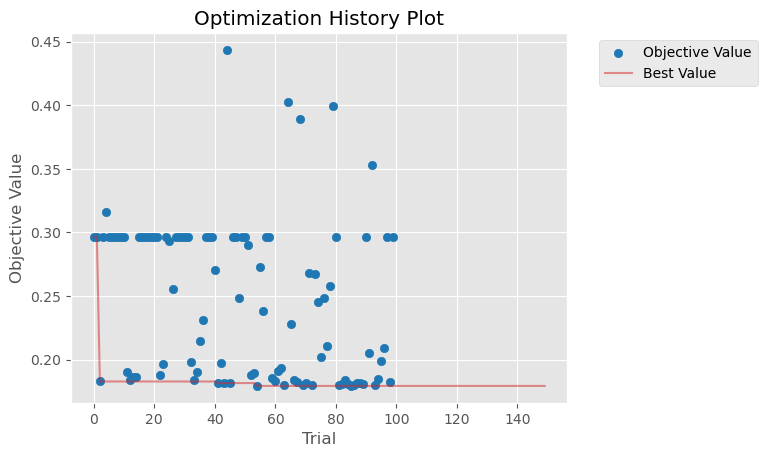 Optimization History Plot
Objective Value
Best Value
0.45
0.40
0.35
0.30
0.25
0.20
Objective Value
0 20 40 60 80 100 120 140
Trial